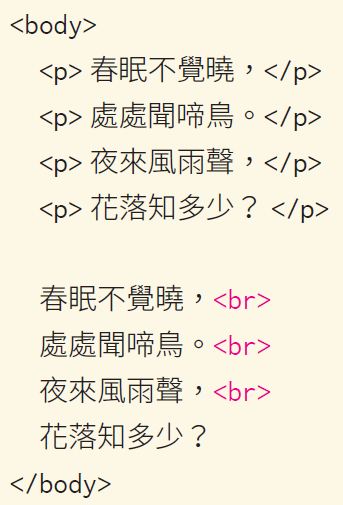 <body>
<p> 春眠不覺曉，</p>
<p> 處處聞啼鳥。</p>
<p> 夜來風雨聲，</p>
<p> 花落知多少？ </p>
春眠不覺曉，<br>
處處聞啼鳥。<br>
夜來風雨聲，<br>
花落知多少？
</body>